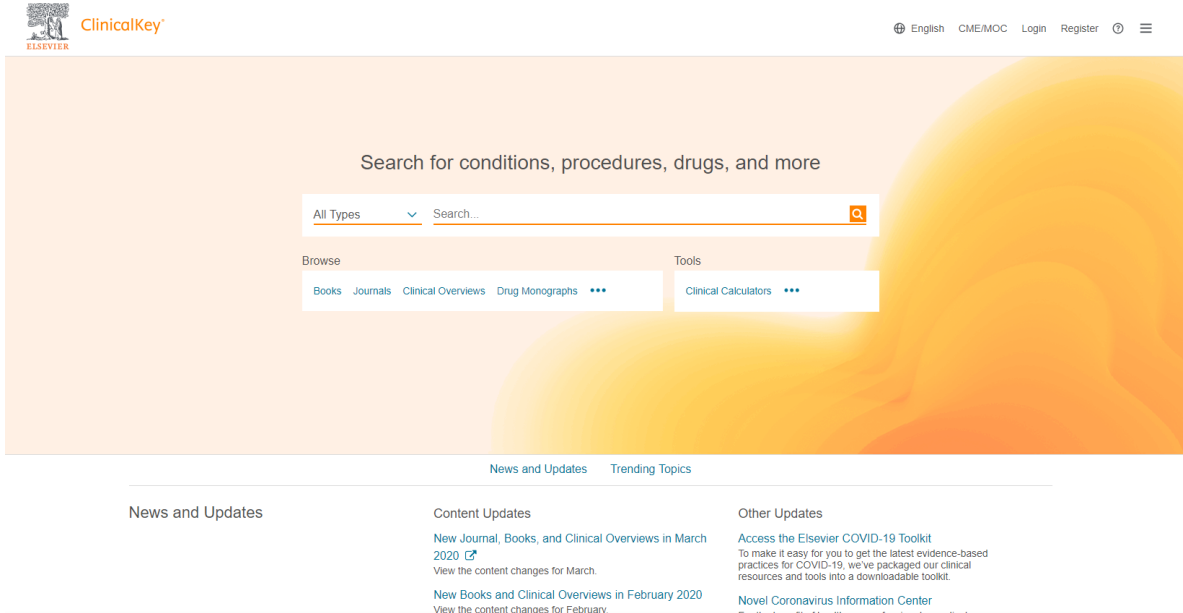 ELSEVIER
ClinicalKey®
English CME/MOC Login Register
Search for conditions, procedures, drugs, and more
All Types Search...
Browse
Books Journals Clinical Overviews Drug Monographs •••
Tools
Clinical Calculators •••
News and Updates Trending Topics
News and Updates
Content Updates
New Journal, Books, and Clinical Overviews in March
2020
View the content changes for March.
New Books and Clinical Overviews in February 2020
View the content changes for February.
Other Updates
Access the Elsevier COVID-19 Toolkit
To make it easy for you to get the latest evidence-based
practices for COVID-19, we've packaged our clinical
resources and tools into a downloadable toolkit.
Novel Coronavirus Information Center